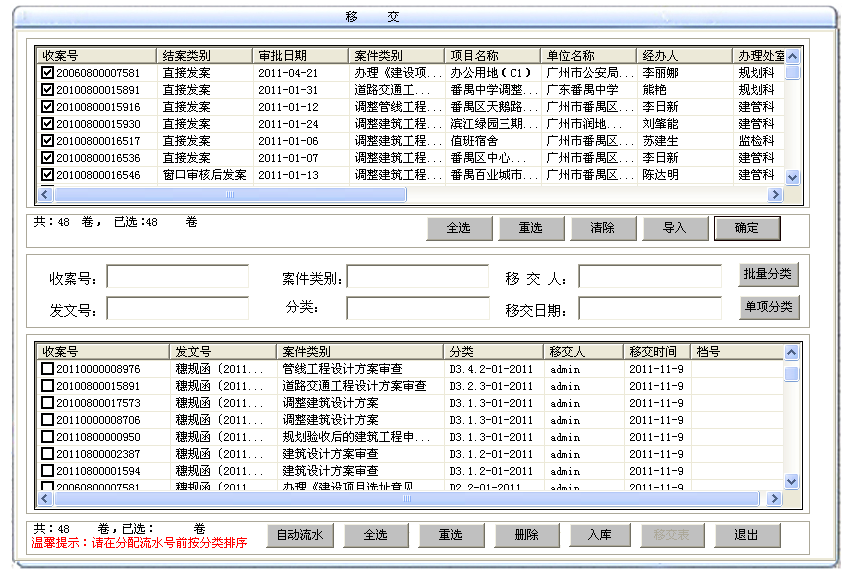 移 交
收案号 结案类别 审批日期 案件类别 项目名称 单位名称 经办人 办理处室
20060800007581 直接发案 2011-04-21 办理《建设项... 办公用地(C1) 广州市公安局... 李丽娜 规划科
20100800015891 直接发案 2011-01-31 道路交通工... 番禺中学调整... 广东番禺中学 熊艳 规划科
20100800015916 直接发案 2011-01-12 调整管线工程... 番禺区天鹅路... 广州市番禺区... 李日新 建管科
20100800015930 直接发案 2011-01-24 调整建筑工程... 滨江绿园三期... 广州市润地... 刘肇能 建管科
20100800016517 直接发案 2011-01-06 调整建筑工程... 值班宿舍 广州市番禺区... 苏建生 监检科
20100800016536 直接发案 2011-01-07 调整建筑工程... 番禺区中心... 广州市番禺区... 李日新 建管科
20100800016546 窗口审核后发案 2011-01-13 调整建筑工程... 番禺百业城市... 广州市番禺区... 陈达明 建管科
共：48 卷， 已选:48 卷 全选 重选 清除 导入 确定
收案号： 案件类别： 移 交 人： 批量分类
发文号： 分类： 移交日期： 单项分类
收案号 发文号 案件类别 分类 移交人 移交时间 档号
20110000008976 穗规函（2011... 管线工程设计方案审查 D3.4.2-01-2011 admin 2011-11-9
20100800015891 穗规函（2011... 道路交通工程设计方案审查 D3.2.3-01-2011 admin 2011-11-9
20100800017573 穗规函（2011... 调整建筑设计方案 D3.1.3-01-2011 admin 2011-11-9
20110000008706 穗规函（2011... 调整建筑设计方案 D3.1.3-01-2011 admin 2011-11-9
20110800000950 穗规函（2011... 规划验收后的建筑工程申... D3.1.3-01-2011 admin 2011-11-9
20110800002387 穗规函（2011... 建筑设计方案审查 D3.1.2-01-2011 admin 2011-11-9
20110800001594 穗规函（2011... 建筑设计方案审查 D3.1.2-01-2011 admin 2011-11-9
20060800007581 穗规函（2011 办理《建设项目选址意见 D2.2-01-2011 admin 2011-11-9
共：48 卷，已选： 卷
温馨提示：请在分配流水号前按分类排序 自动流水 全选 重选 删除 入库 移交表 退出